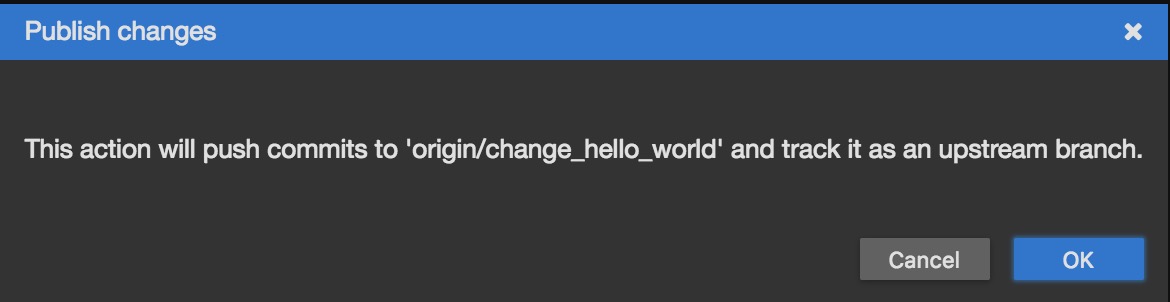 Publish changes
This action will push commits to 'origin/change_hello_world' and track it as an upstream branch.
Cancel
OK